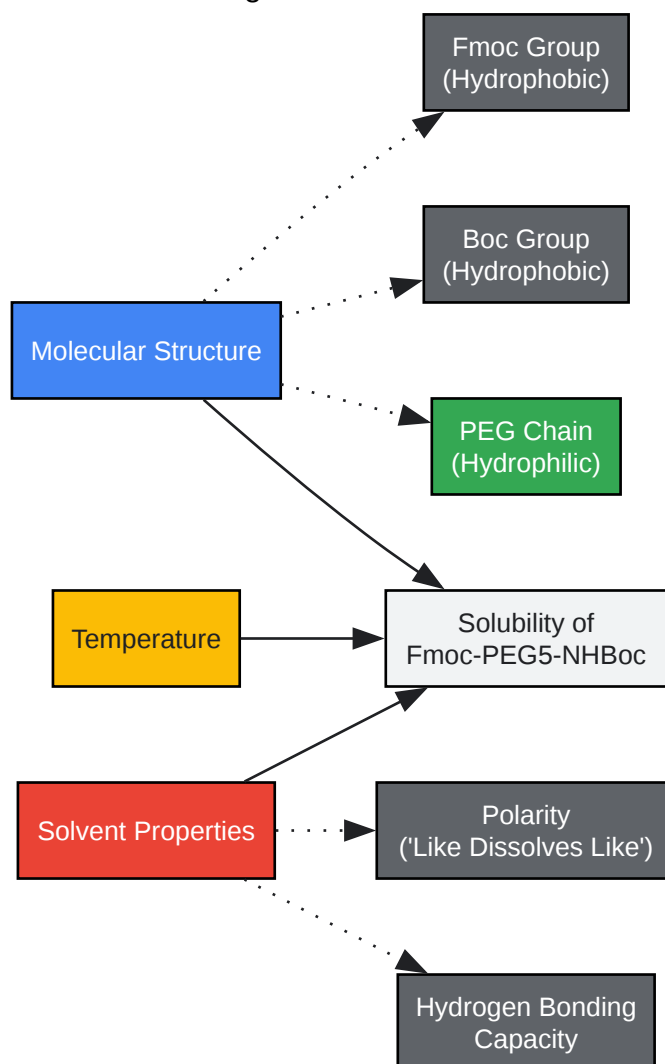 Fmoc Group
(Hydrophobic)
Boc Group
(Hydrophobic)
Molecular Structure
PEG Chain
(Hydrophilic)
Temperature
Solubility of
Fmoc-PEG5-NHBoc
Solvent Properties
Polarity
('Like Dissolves Like')
Hydrogen Bonding
Capacity